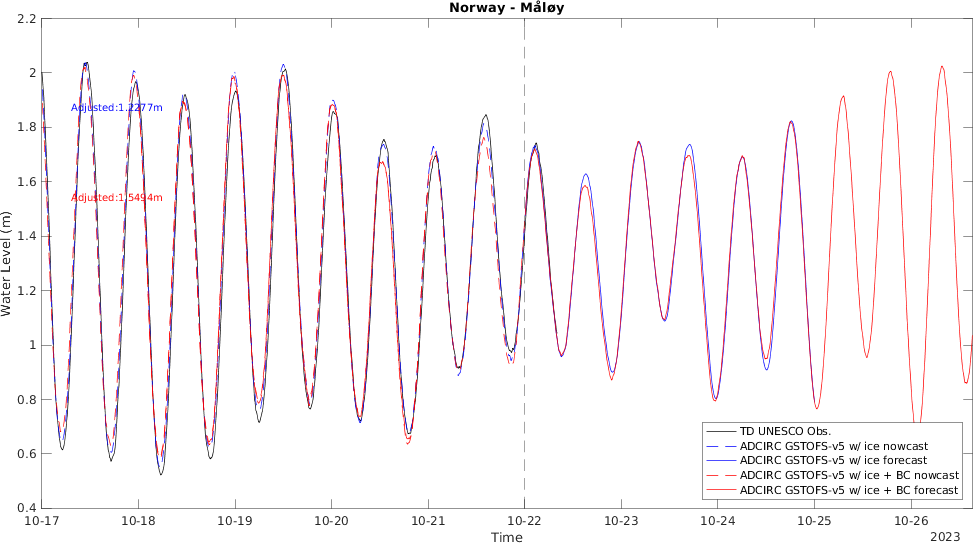 Norway - Måløy
2.2
2
1.8
1.6
1.4
1.2
1
0.8
0.6
0.4
Water Level (m)
Adjusted:1.2277m
Adjusted:1.5494m
TD UNESCO Obs.
ADCIRC GSTOFS-v5 w/ ice nowcast
ADCIRC GSTOFS-v5 w/ ice forecast
ADCIRC GSTOFS-v5 w/ ice + BC nowcast
ADCIRC GSTOFS-v5 w/ ice + BC forecast
10-17 10-18 10-19 10-20 10-21 10-22 10-23 10-24 10-25 10-26
Time
2023